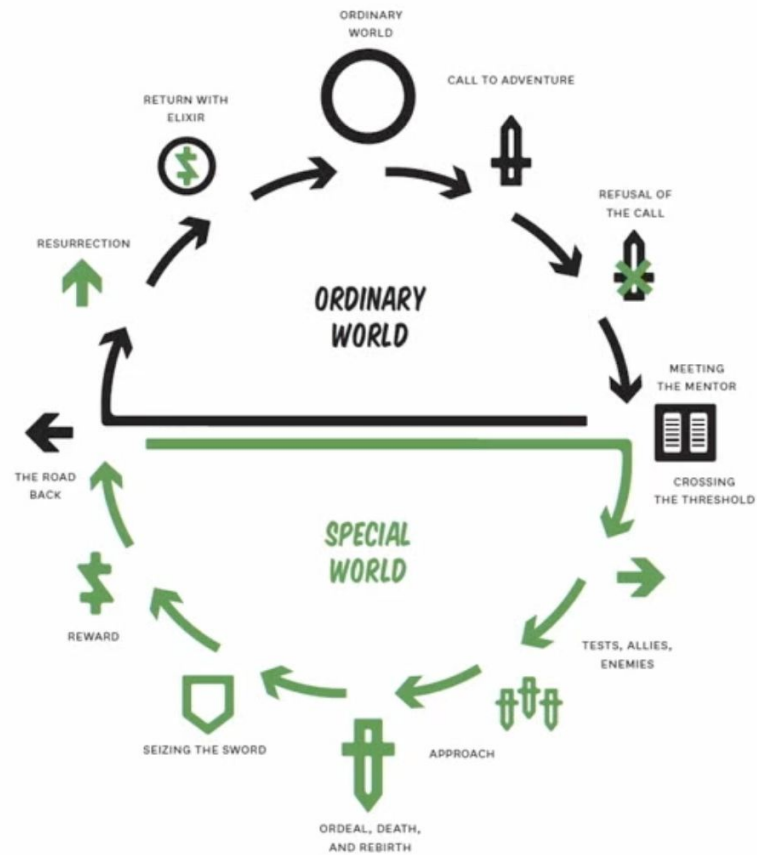 ORDINARY
WORLD
CALL TO ADVENTURE
RETURN WITH
ELIXIR
REFUSAL OF
THE CALL
RESURRECTION
ORDINARY
WORLD
MEETING
THE MENTOR
THE ROAD
BACK
CROSSING
THE THRESHOLD
SPECIAL
WORLD
REWARD
TESTS, ALLIES,
ENEMIES
SEIZING THE SWORD
APPROACH
ORDEAL, DEATH,
AND REBIRTH